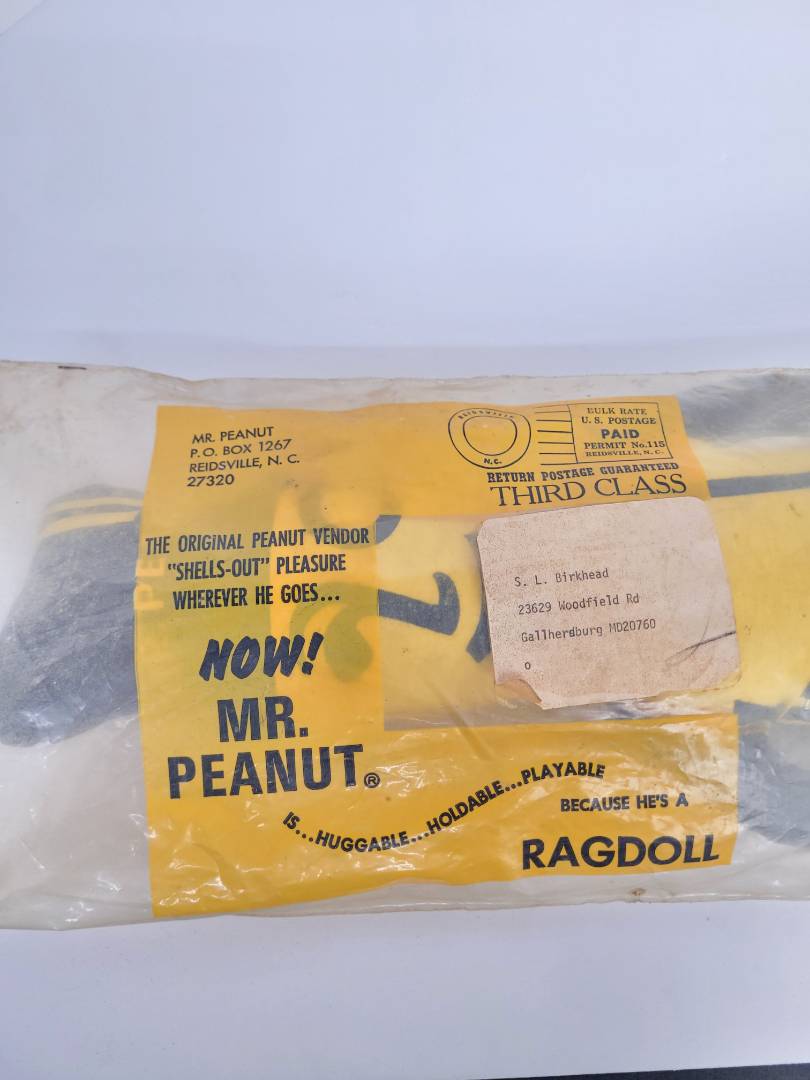 MR. PEANUT
P.O. BOX 1267
REIDSVILLE, N. C.
27320
REIDSVILLE
N.C.
BULK RATE
U. S. POSTAGE
PAID
PERMIT No. 115
REIDSVILLE, N. C.
RETURN POSTAGE GUARANTEED
THIRD CLASS
THE ORIGINAL PEANUT VENDOR
"SHELLS-OUT" PLEASURE
WHEREVER HE GOES...
NOW!
MR.
PEANUT®
S. L. Birkhead
23629 Woodfield Rd
Gallherdburg MD20760
O
IS...HUGGABLE...HOLDABLE...PLAYABLE
BECAUSE HE'S A
RAGDOLL